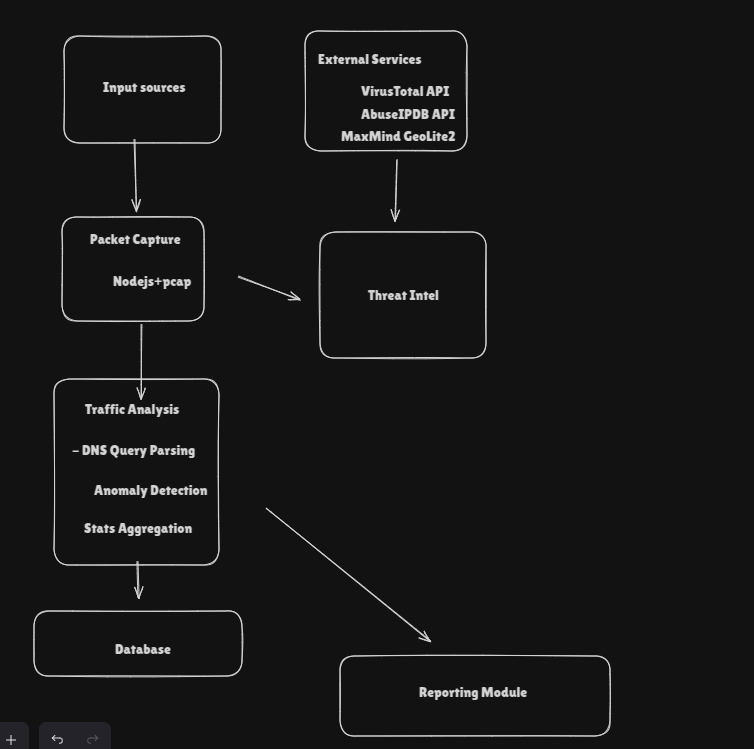 Input sources
External Services
VirusTotal API
AbuseIPDB API
MaxMind GeoLite2
Packet Capture
Nodejs+pcap
Threat Intel
Traffic Analysis
- DNS Query Parsing
Anomaly Detection
Stats Aggregation
Database
Reporting Module